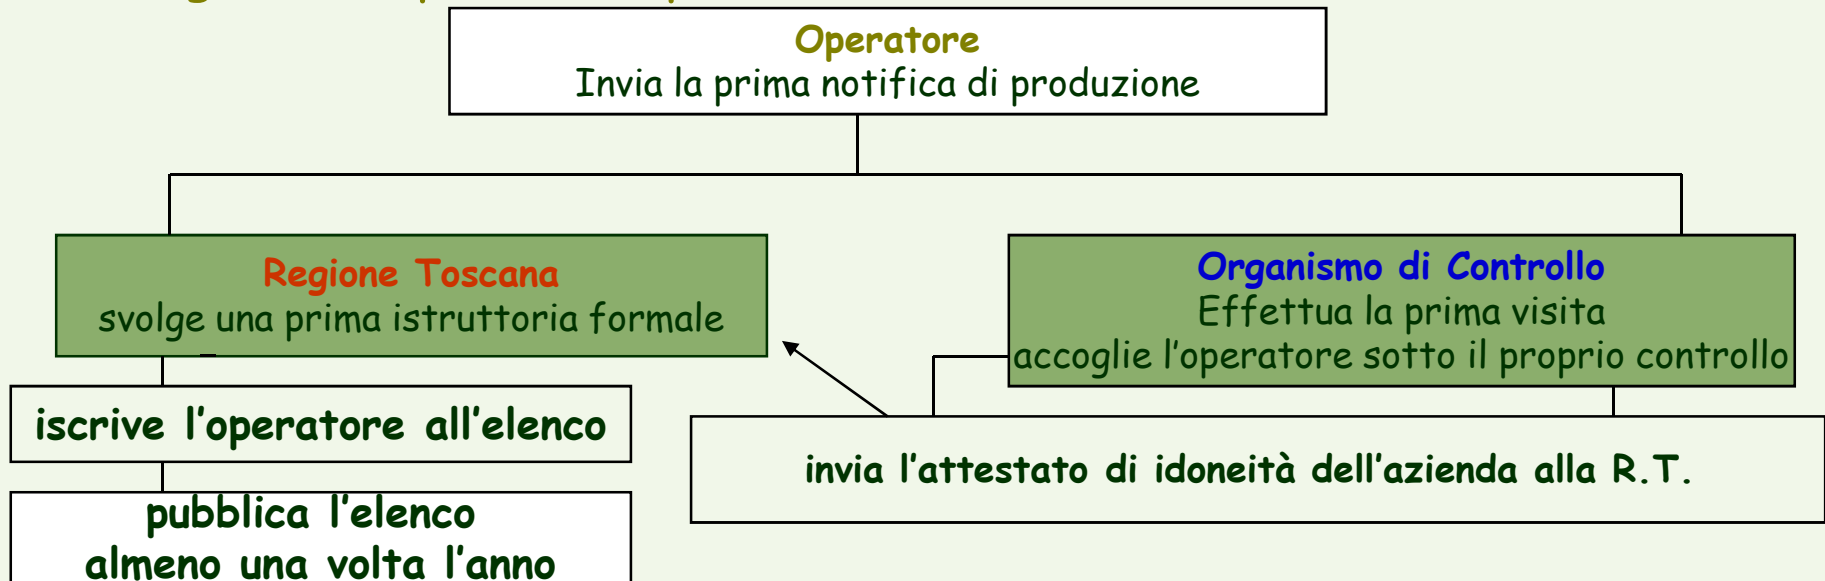 Operatore
Invia la prima notifica di produzione
Regione Toscana
svolge una prima istruttoria formale
Organismo di Controllo
Effettua la prima visita
accoglie l'operatore sotto il proprio controllo
iscrive l'operatore all'elenco
invia l'attestato di idoneità dell'azienda alla R.T.
pubblica l'elenco
almeno una volta l'anno